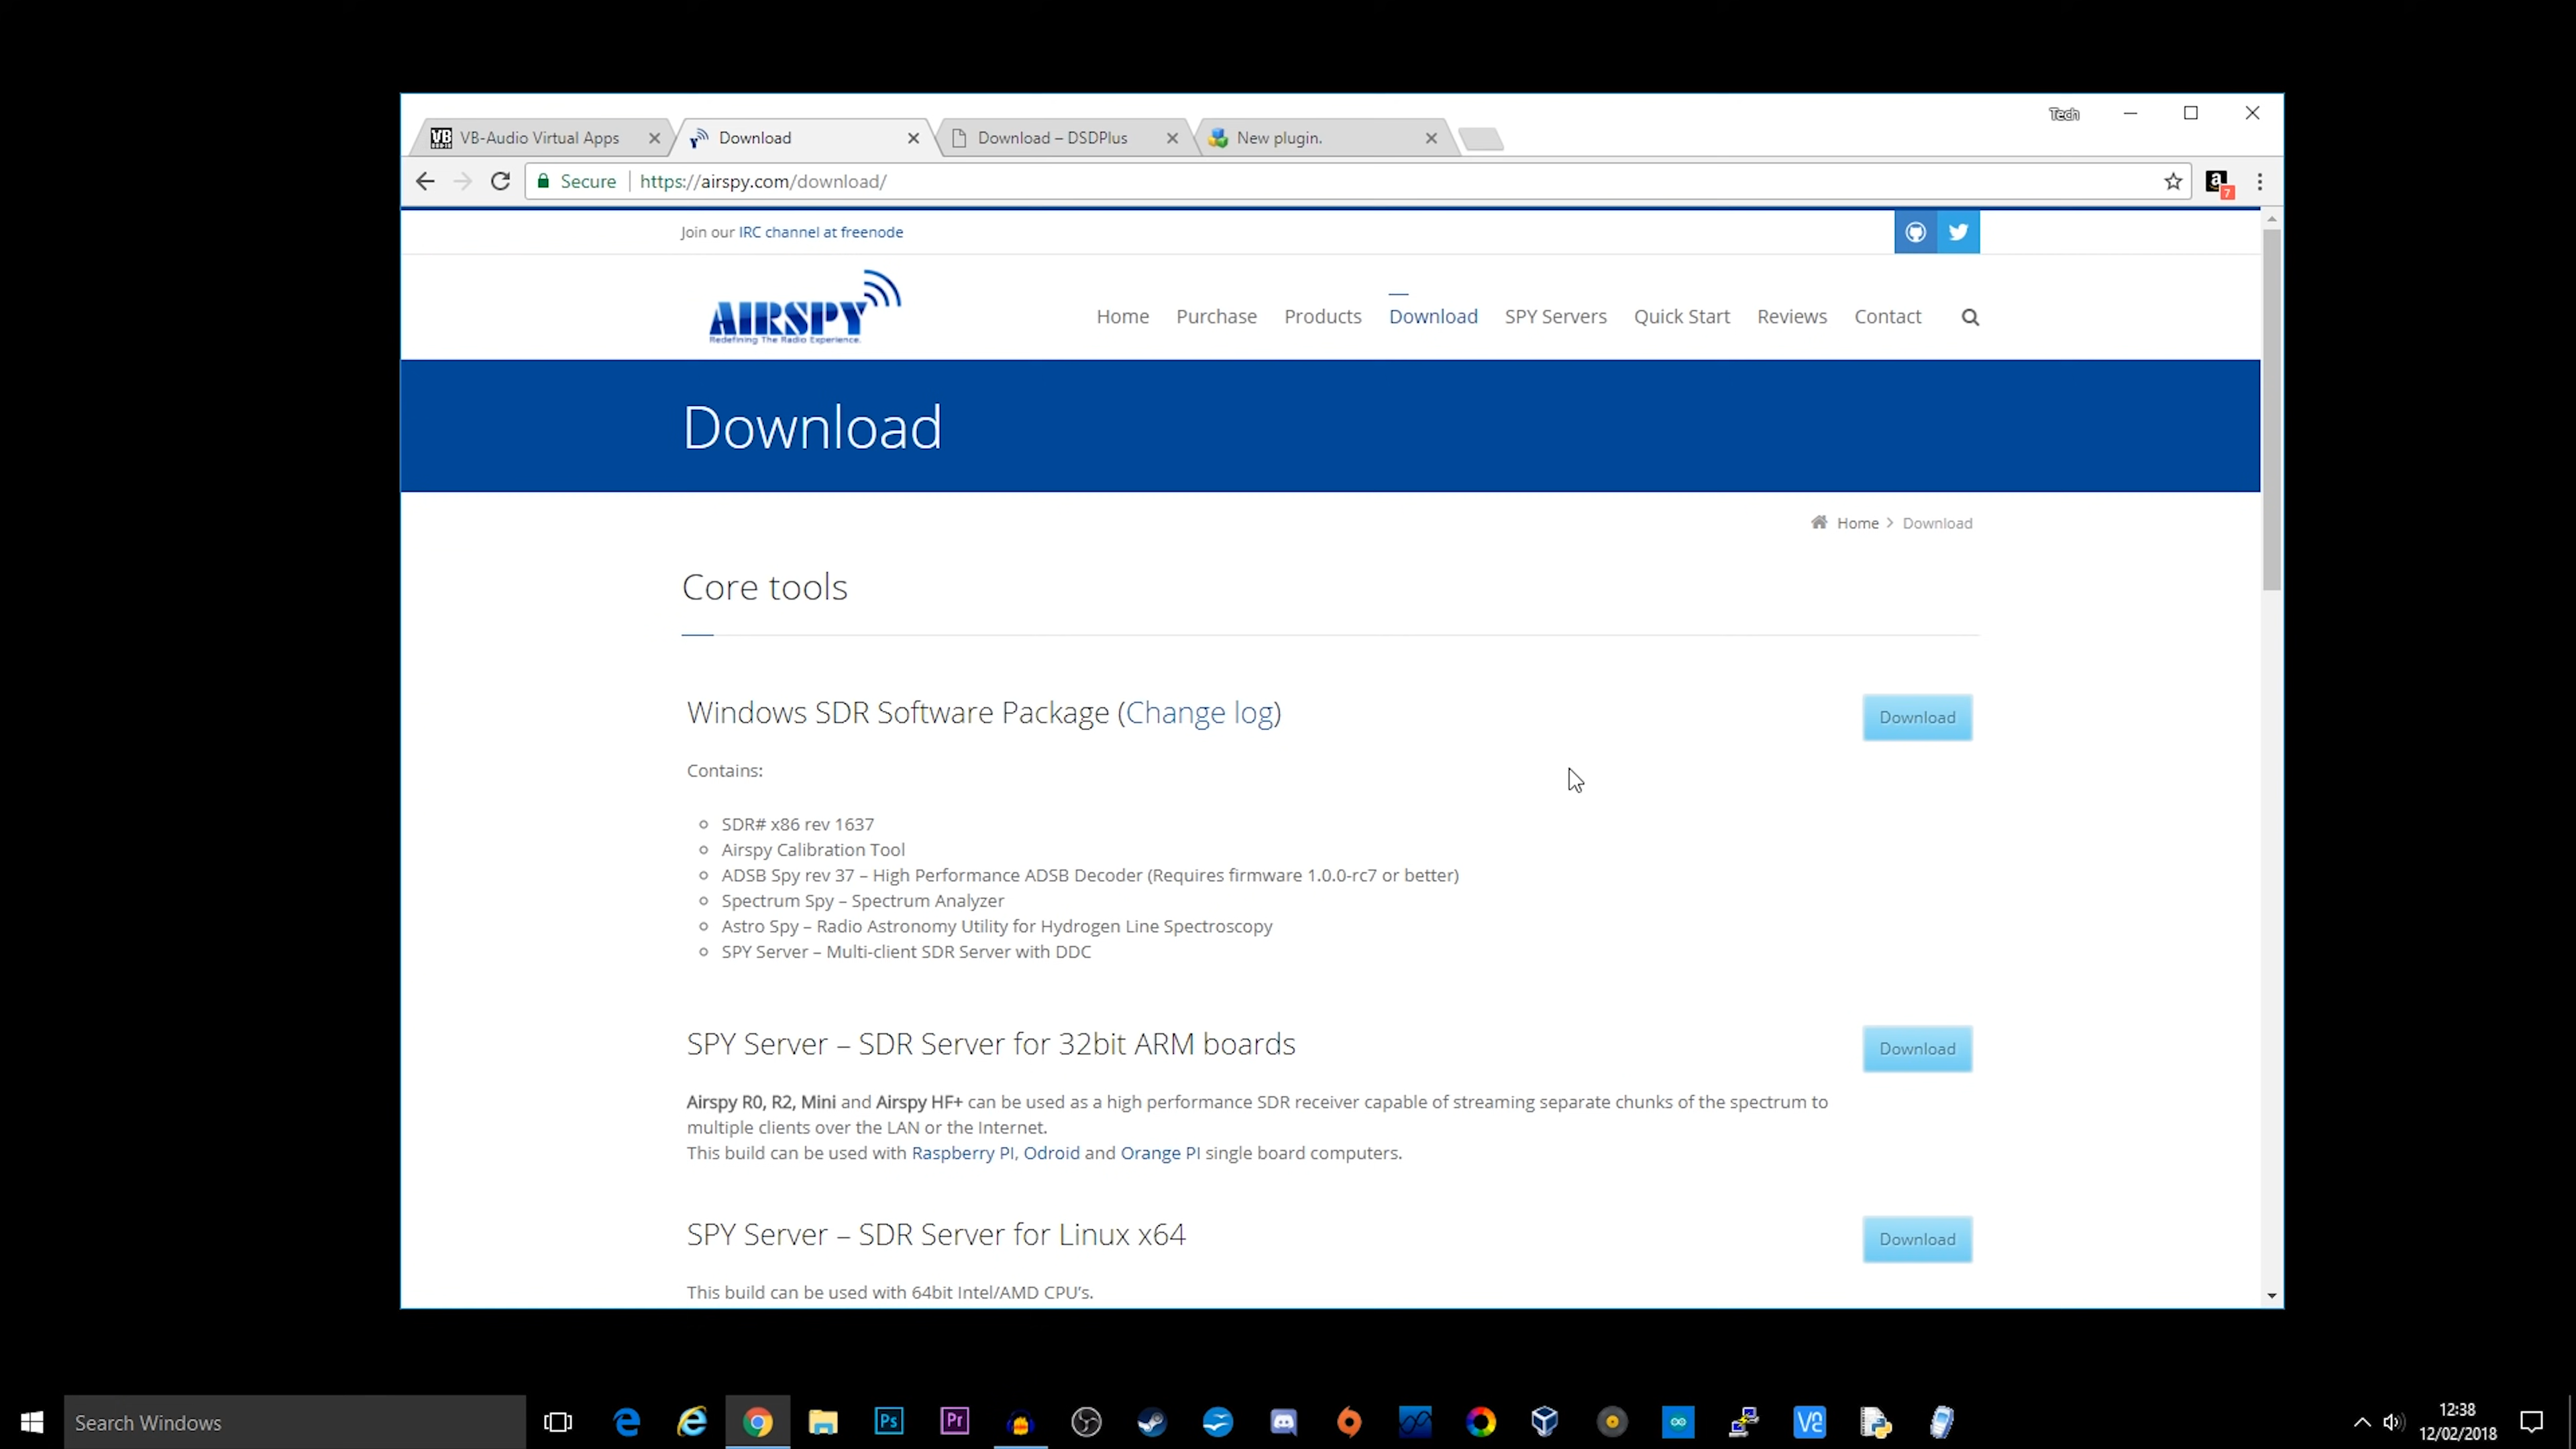 Tech
VB-Audio Virtual Apps
Download
Download – DSDPlus
New plugin.
Secure
https://airspy.com/download/
7
Join our IRC channel at freenode
AIRSPY
Redefining The Radio Experience.
Home
Purchase
Products
Download
SPY Servers
Quick Start
Reviews
Contact
Download
Home
Download
Core tools
Windows SDR Software Package (Change log)
Download
Contains:
SDR# x86 rev 1637
Airspy Calibration Tool
ADSB Spy rev 37 – High Performance ADSB Decoder (Requires firmware 1.0.0-rc7 or better)
Spectrum Spy – Spectrum Analyzer
Astro Spy – Radio Astronomy Utility for Hydrogen Line Spectroscopy
SPY Server – Multi-client SDR Server with DDC
SPY Server – SDR Server for 32bit ARM boards
Download
Airspy R0, R2, Mini and Airspy HF+ can be used as a high performance SDR receiver capable of streaming separate chunks of the spectrum to
multiple clients over the LAN or the Internet.
This build can be used with Raspberry PI, Odroid and Orange PI single board computers.
SPY Server – SDR Server for Linux x64
Download
This build can be used with 64bit Intel/AMD CPU's.
Search Windows
Ps
Pr
12:38
12/02/2018